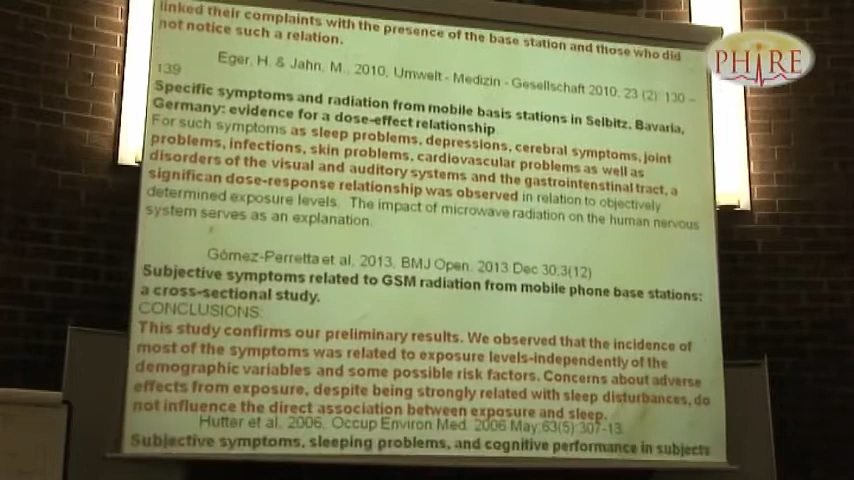 linked their complaints with the presence of the base station and those who did
not notice such a relation.
PHIRE
Eger, H. & Jahn, M., 2010, Umwelt - Medizin - Gesellschaft 2010, 23 (2): 130 –
139
Specific symptoms and radiation from mobile basis stations in Selbitz, Bavaria,
Germany: evidence for a dose-effect relationship
For such symptoms as sleep problems, depressions, cerebral symptoms, joint
problems, infections, skin problems, cardiovascular problems as well as
disorders of the visual and auditory systems and the gastrointenstinal tract, a
significant dose-response relationship was observed in relation to objectively
determined exposure levels. The impact of microwave radiation on the human nervous
system serves as an explanation.
Gómez-Perretta et al, 2013, BMJ Open. 2013 Dec 30,3(12)
Subjective symptoms related to GSM radiation from mobile phone base stations:
a cross-sectional study.
CONCLUSIONS:
This study confirms our preliminary results. We observed that the incidence of
most of the symptoms was related to exposure levels-independently of the
demographic variables and some possible risk factors. Concerns about adverse
effects from exposure, despite being strongly related with sleep disturbances, do
not influence the direct association between exposure and sleep.
Hutter et al, 2006, Occup Environ Med. 2006 May;63(5):307-13
Subjective symptoms, sleeping problems, and cognitive performance in subjects